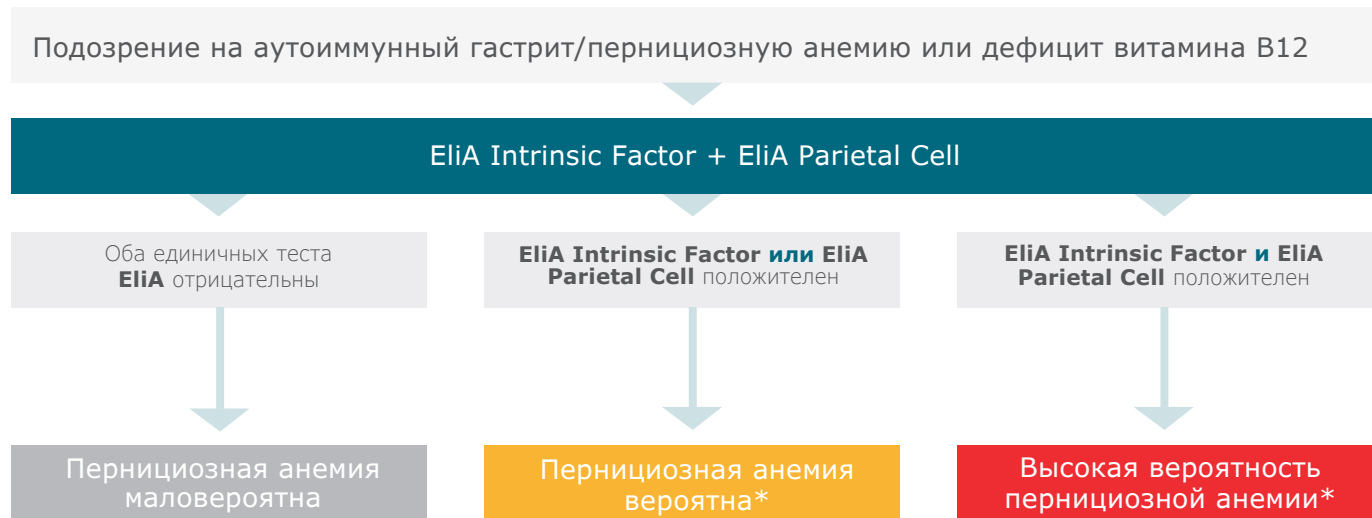 Подозрение на аутоиммунный гастрит/пернициозную анемию или дефицит витамина B12
EliA Intrinsic Factor + EliA Parietal Cell
Оба единичных теста
EliA отрицательны
EliA Intrinsic Factor или EliA
Parietal Cell положителен
EliA Intrinsic Factor и EliA
Parietal Cell положителен
Пернициозная анемия
маловероятна
Пернициозная анемия
вероятна*
Высокая вероятность
пернициозной анемии*